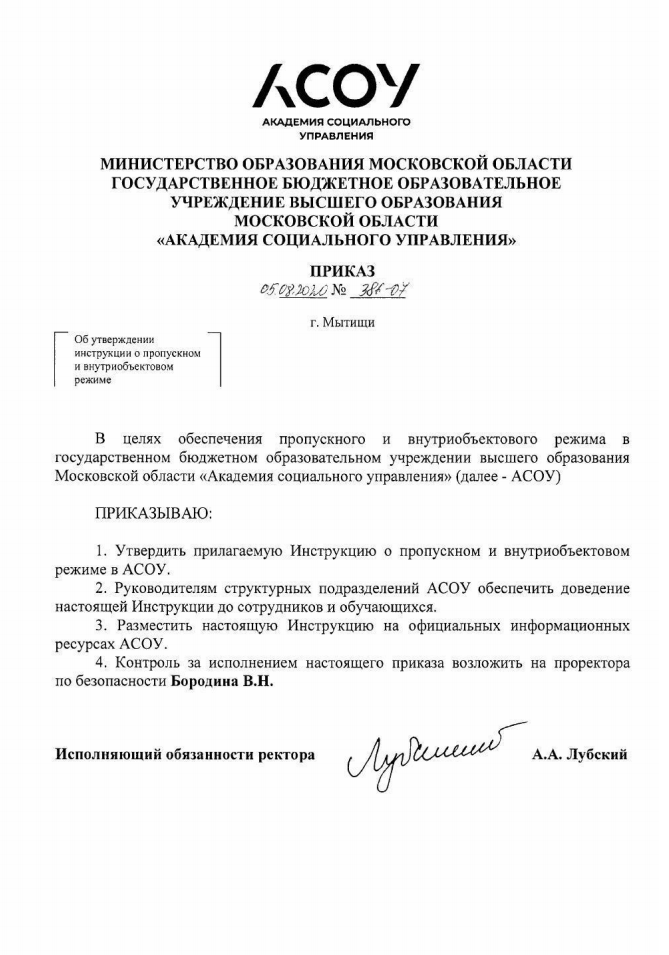 АСОУ
АКАДЕМИЯ СОЦИАЛЬНОГО
УПРАВЛЕНИЯ
МИНИСТЕРСТВО ОБРАЗОВАНИЯ МОСКОВСКОЙ ОБЛАСТИ
ГОСУДАРСТВЕННОЕ БЮДЖЕТНОЕ ОБРАЗОВАТЕЛЬНОЕ
УЧРЕЖДЕНИЕ ВЫСШЕГО ОБРАЗОВАНИЯ
МОСКОВСКОЙ ОБЛАСТИ
«АКАДЕМИЯ СОЦИАЛЬНОГО УПРАВЛЕНИЯ»
ПРИКАЗ
05.08.2020 №
г. Мытищи
Об утверждении
инструкции о пропускном
и внутриобъектовом
режиме
В целях обеспечения пропускного и внутриобъектового режима в
государственном бюджетном образовательном учреждении высшего образования
Московской области «Академия социального управления» (далее - АСОУ)
ПРИКАЗЫВАЮ:
1. Утвердить прилагаемую Инструкцию о пропускном и внутриобъектовом
режиме в АСОУ.
2. Руководителям структурных подразделений АСОУ обеспечить доведение
настоящей Инструкции до сотрудников и обучающихся.
3. Разместить настоящую Инструкцию на официальных информационных
ресурсах АСОУ.
4. Контроль за исполнением настоящего приказа возложить на проректора
по безопасности Бородина В.Н.
Исполняющий обязанности ректора А.А. Лубский